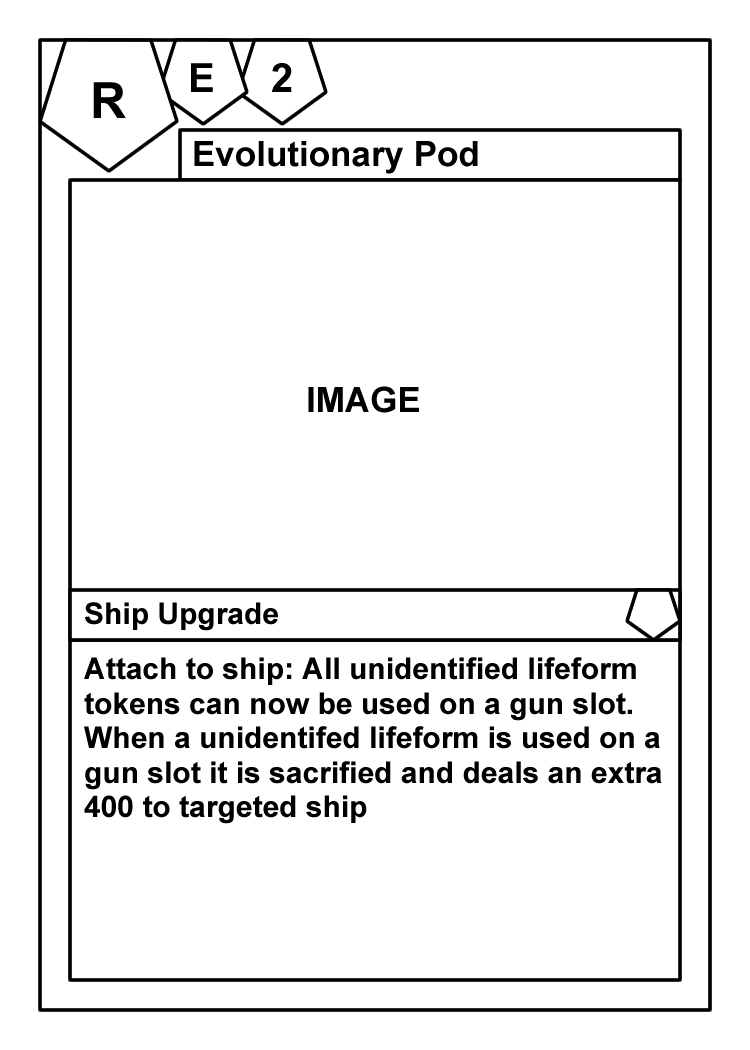 R E 2
Evolutionary Pod
IMAGE
Ship Upgrade
Attach to ship: All unidentified lifeform
tokens can now be used on a gun slot.
When a unidentifed lifeform is used on a
gun slot it is sacrified and deals an extra
400 to targeted ship